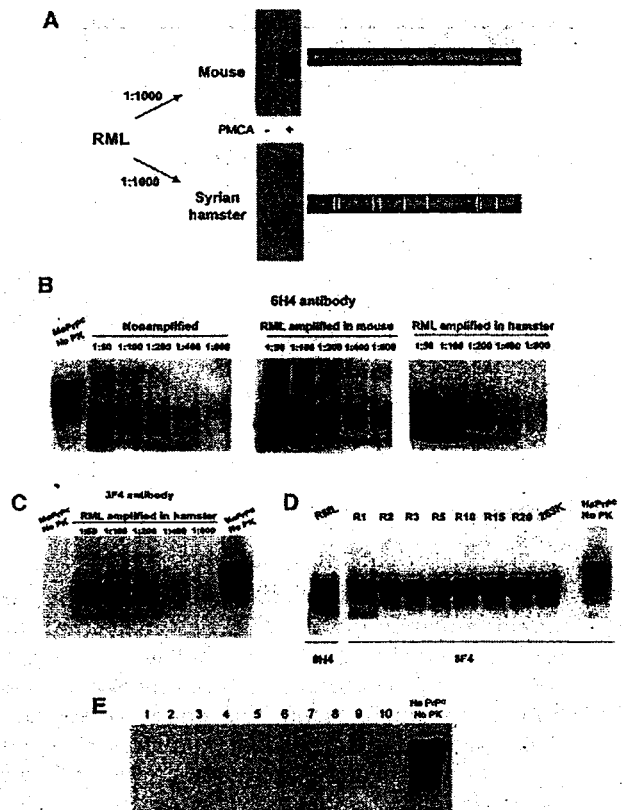 A
Mouse
1:1000
PMCA - +
RML
1:1000
Syrian
hamster
B
6H4 antibody
MoPrPC
No PK
Nonamplified
RML amplified in mouse
RML amplified in hamster
1:50 1:100 1:200 1:400 1:800
1:50 1:100 1:200 1:400 1:800
1:50 1:100 1:200 1:400 1:800
C
3F4 antibody
MoPrPC
No PK
RML amplified in hamster
1:50 1:100 1:200 1:400 1:800
HaPrPC
No PK
D
RML
R1 R2 R3 R5 R10 R15 R20 263K
HaPrPC
No PK
6H4
3F4
E
1 2 3 4 5 6 7 8 9 10
Ha PrPC
No PK